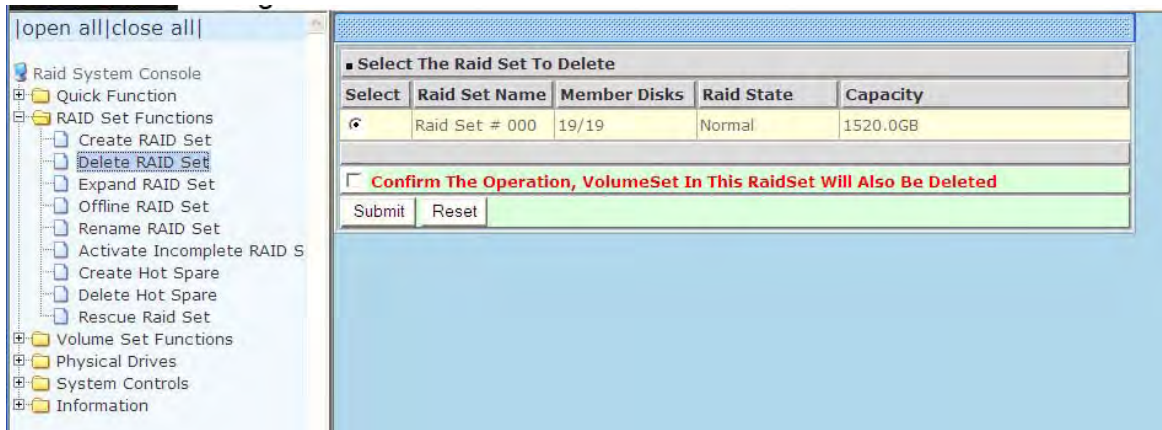 |open all|close all|
Raid System Console
Quick Function
RAID Set Functions
Create RAID Set
Delete RAID Set
Expand RAID Set
Offline RAID Set
Rename RAID Set
Activate Incomplete RAID S
Create Hot Spare
Delete Hot Spare
Rescue Raid Set
Volume Set Functions
Physical Drives
System Controls
Information
Select The Raid Set To Delete
Select Raid Set Name Member Disks Raid State Capacity
Raid Set # 000 19/19 Normal 1520.0GB
Confirm The Operation, VolumeSet In This RaidSet Will Also Be Deleted
Submit Reset